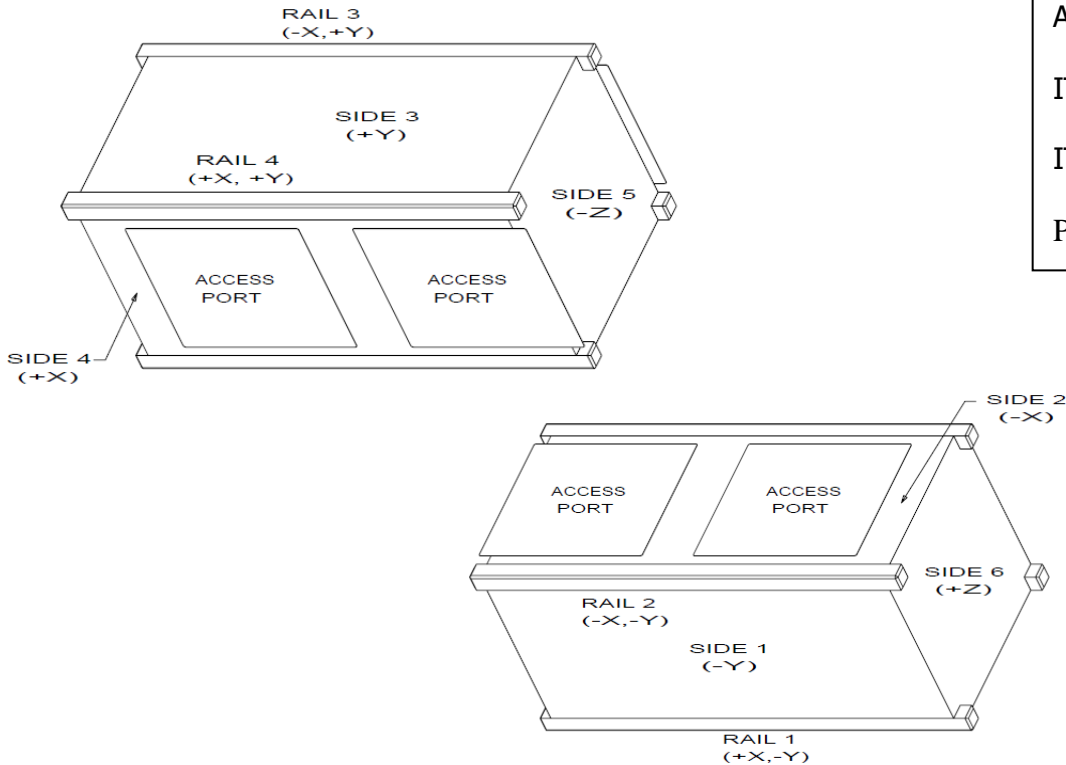 RAIL 3
(-X,+Y)
SIDE 3
(+Y)
RAIL 4
(+X, +Y)
SIDE 5
(-Z)
ACCESS
PORT
ACCESS
PORT
SIDE 4
(+X)
SIDE 2
(-X)
ACCESS
PORT
ACCESS
PORT
SIDE 6
(+Z)
RAIL 2
(-X,-Y)
SIDE 1
(-Y)
RAIL 1
(+X,-Y)